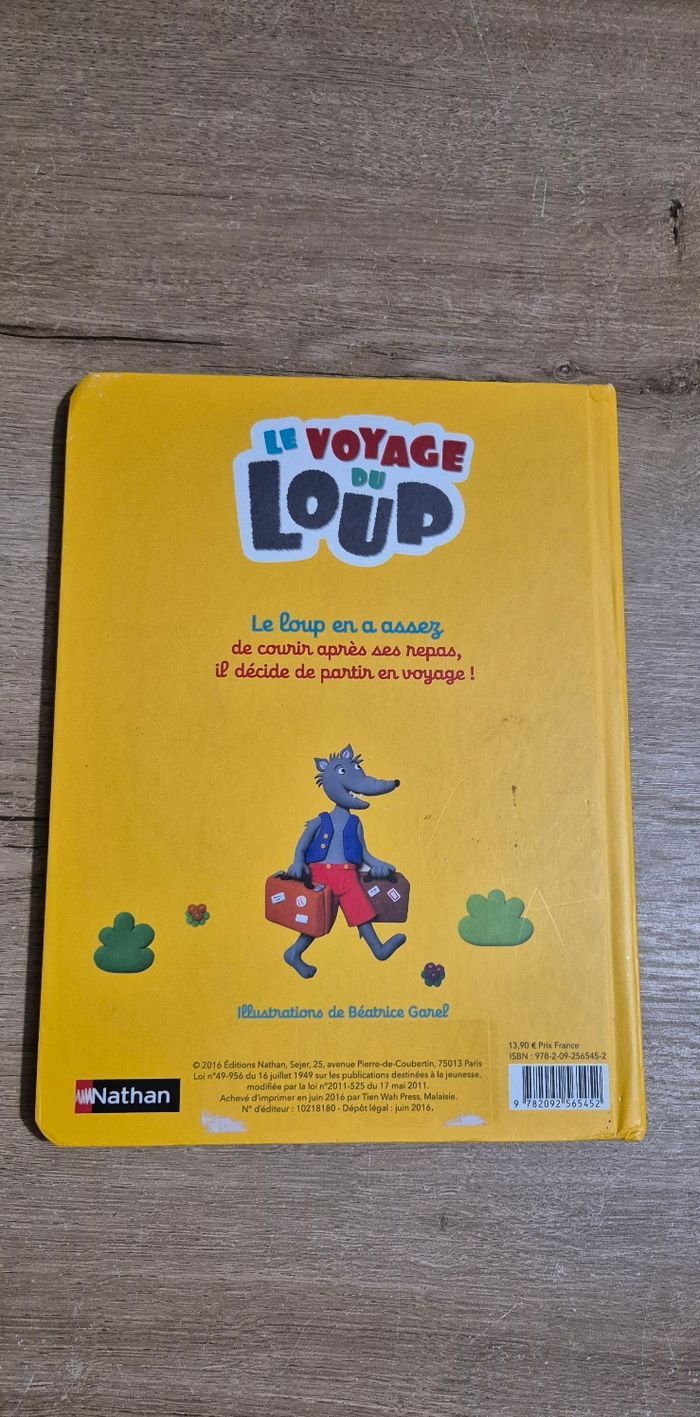 LE VOYAGE
DU
LOUP
Le loup en a assez
de courir après ses repas,
il décide de partir en voyage !
Illustrations de Béatrice Garel
13,90 € Prix France
ISBN : 978-2-09-256545-2
© 2016 Éditions Nathan, Sejer, 25, avenue Pierre-de-Coubertin, 75013 Paris
Loi n°49-956 du 16 juillet 1949 sur les publications destinées à la jeunesse,
modifiée par la loi n°2011-525 du 17 mai 2011.
Achevé d'imprimer en juin 2016 par Tien Wah Press, Malaisie.
N° d'éditeur : 10218180 - Dépôt légal : juin 2016.
Nathan
9 782092 565452